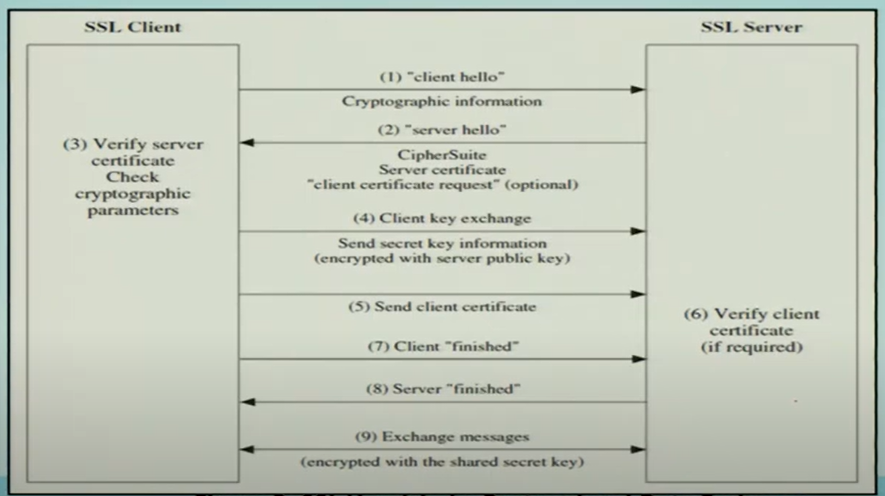 SSL Client
SSL Server
(1) "client hello"
Cryptographic information
(2) "server hello"
CipherSuite
Server certificate
"client certificate request" (optional)
(3) Verify server
certificate
Check
cryptographic
parameters
(4) Client key exchange
Send secret key information
(encrypted with server public key)
(5) Send client certificate
(6) Verify client
certificate
(if required)
(7) Client "finished"
(8) Server "finished"
(9) Exchange messages
(encrypted with the shared secret key)